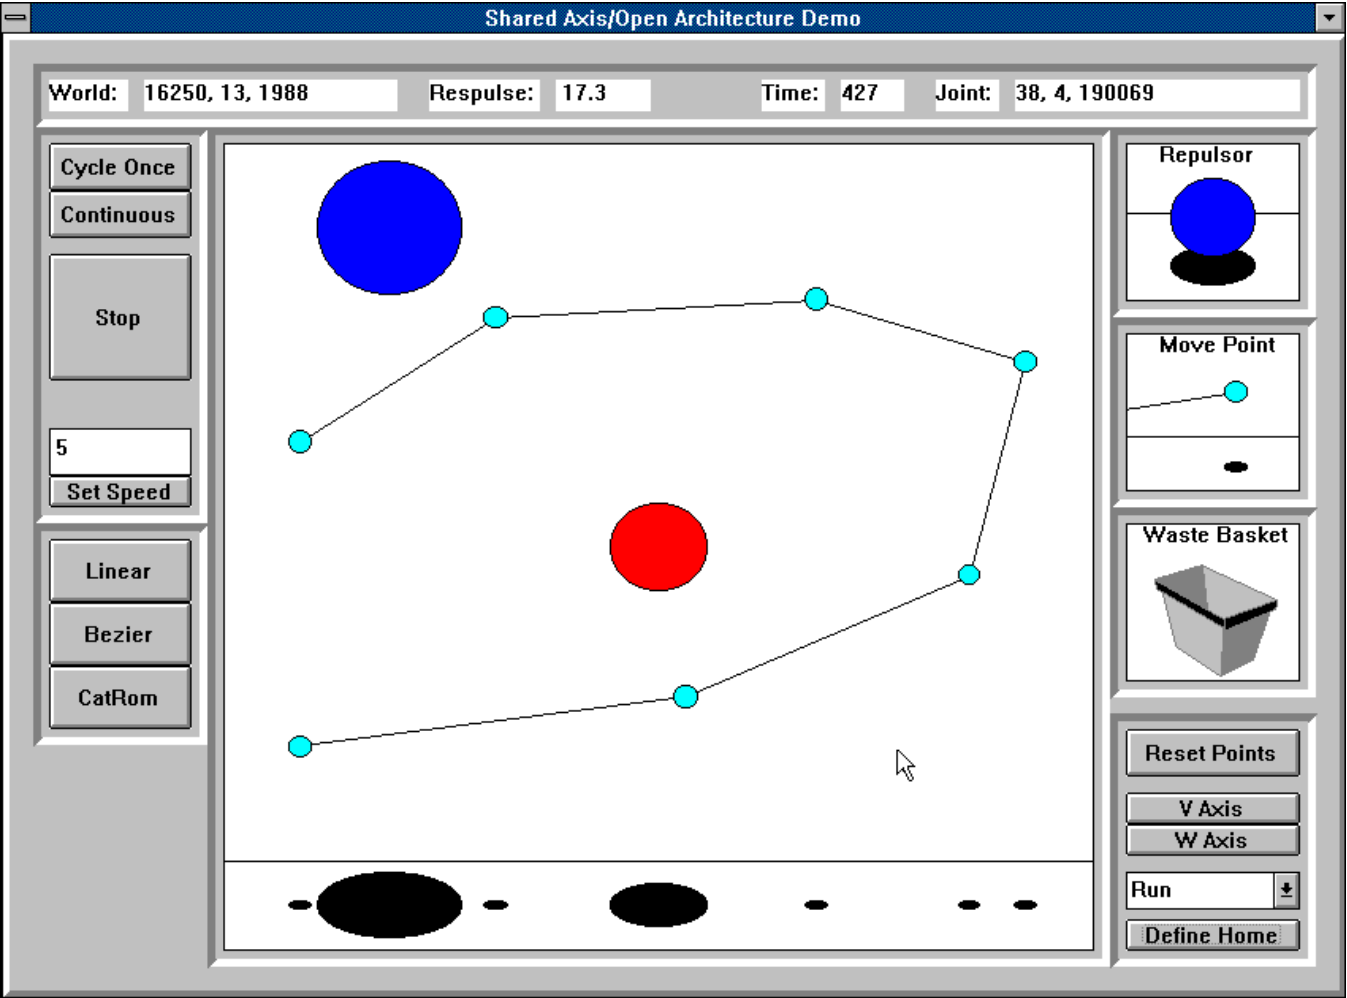 Shared Axis/Open Architecture Demo
World: 16250, 13, 1988 Respulse: 17.3 Time: 427 Joint: 38, 4, 190069
Cycle Once
Continuous
Stop
5
Set Speed
Linear
Bezier
CatRom
Repulsor
Move Point
Waste Basket
Reset Points
V Axis
W Axis
Run
Define Home